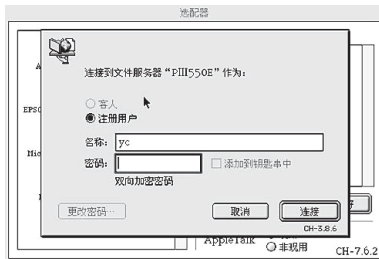 选配器
A
连接到文件服务器“PIII550E”作为：
客人
EPSO
注册用户
名称： yc
Mic
密码： 添加到钥匙串中
双向加密密码
更改密码… 取消 连接
CH-3.8.6
AppleTalk
非现用
CH-7.6.2